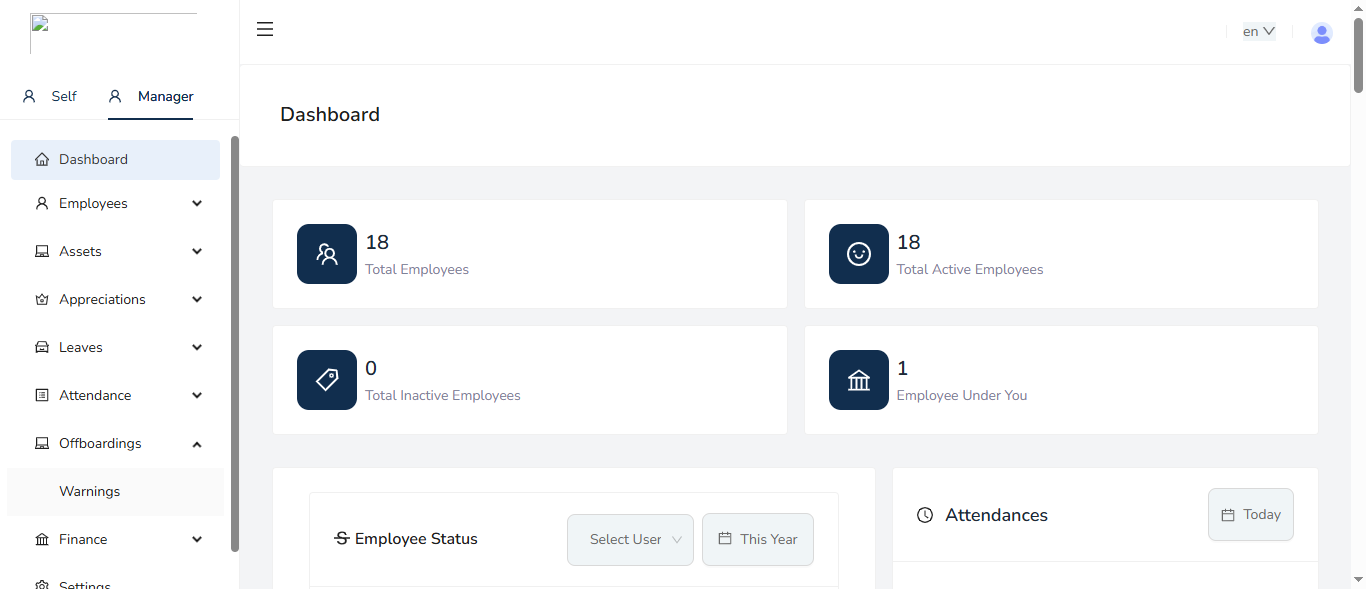 en
Self
Manager
Dashboard
Dashboard
Employees
Assets
Appreciations
Leaves
Attendance
Offboardings
Warnings
Finance
Settings
18
Total Employees
18
Total Active Employees
0
Total Inactive Employees
1
Employee Under You
Employee Status
Select User
This Year
Attendances
Today